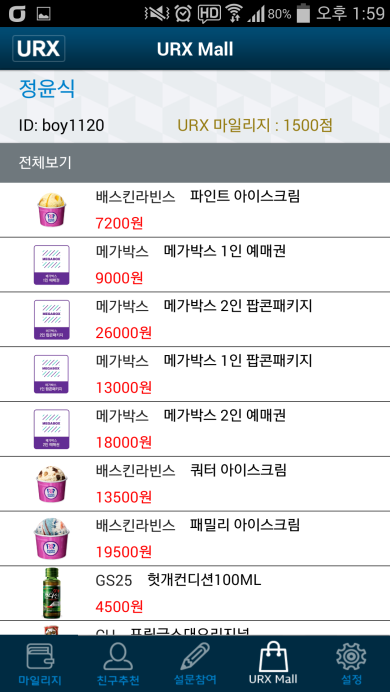 HD 80% 오후 1:59
URX URX Mall
정윤식
ID: boy1120 URX 마일리지 : 1500점
전체보기
배스킨라빈스 파인트 아이스크림
7200원
메가박스 메가박스 1인 예매권
9000원
메가박스 메가박스 2인 팝콘패키지
26000원
메가박스 메가박스 1인 팝콘패키지
13000원
메가박스 메가박스 2인 예매권
18000원
배스킨라빈스 쿼터 아이스크림
13500원
배스킨라빈스 패밀리 아이스크림
19500원
GS25 헛개컨디션100ML
4500원
마일리지 친구추천 설문참여 URX Mall 설정